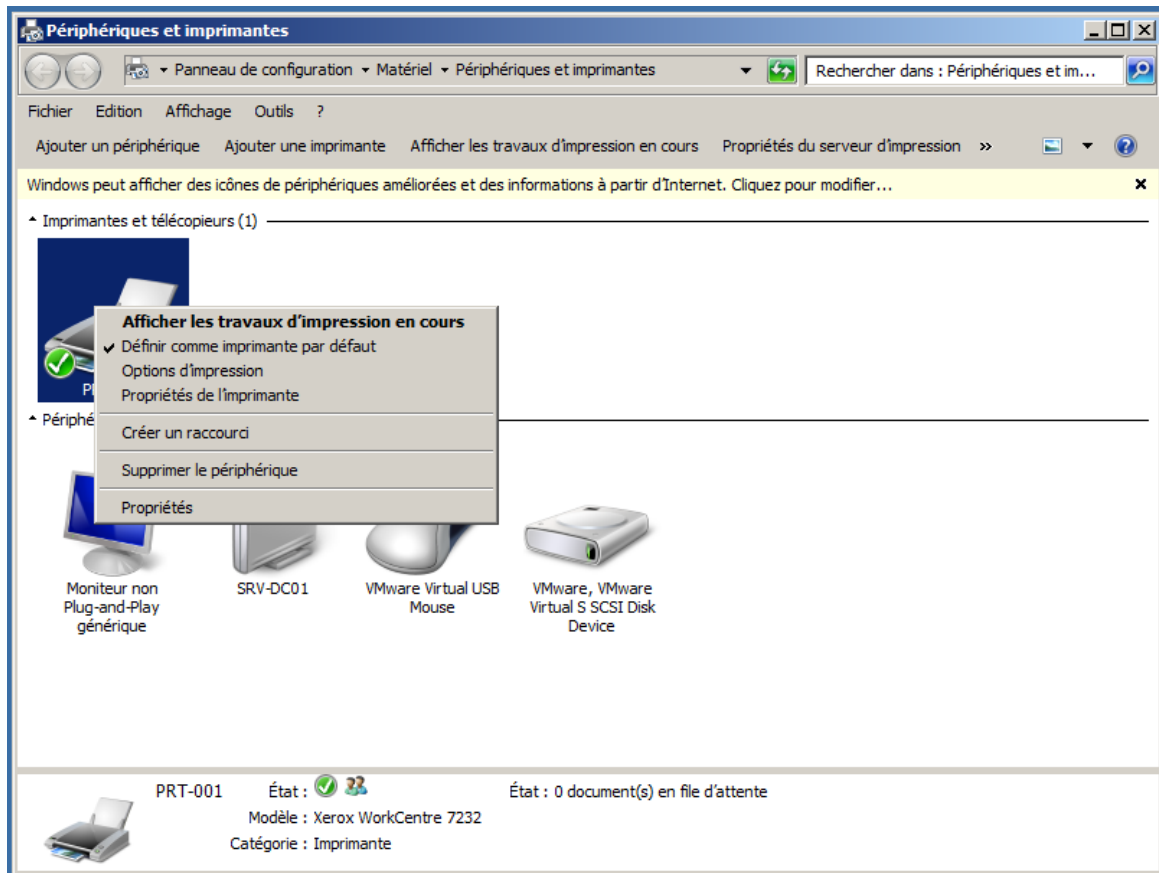 Périphériques et imprimantes
Panneau de configuration Matériel Périphériques et imprimantes
Rechercher dans : Périphériques et im...
Fichier Edition Affichage Outils ?
Ajouter un périphérique Ajouter une imprimante Afficher les travaux d'impression en cours Propriétés du serveur d'impression »
Windows peut afficher des icônes de périphériques améliorées et des informations à partir d'Internet. Cliquez pour modifier...
Imprimantes et télécopieurs (1)
Afficher les travaux d'impression en cours
Définir comme imprimante par défaut
Options d'impression
Propriétés de l'imprimante
Créer un raccourci
Supprimer le périphérique
Propriétés
Moniteur non
Plug-and-Play
générique
SRV-DC01
VMware Virtual USB
Mouse
VMware, VMware
Virtual S SCSI Disk
Device
PRT-001 État : État : 0 document(s) en file d'attente
Modèle : Xerox WorkCentre 7232
Catégorie : Imprimante